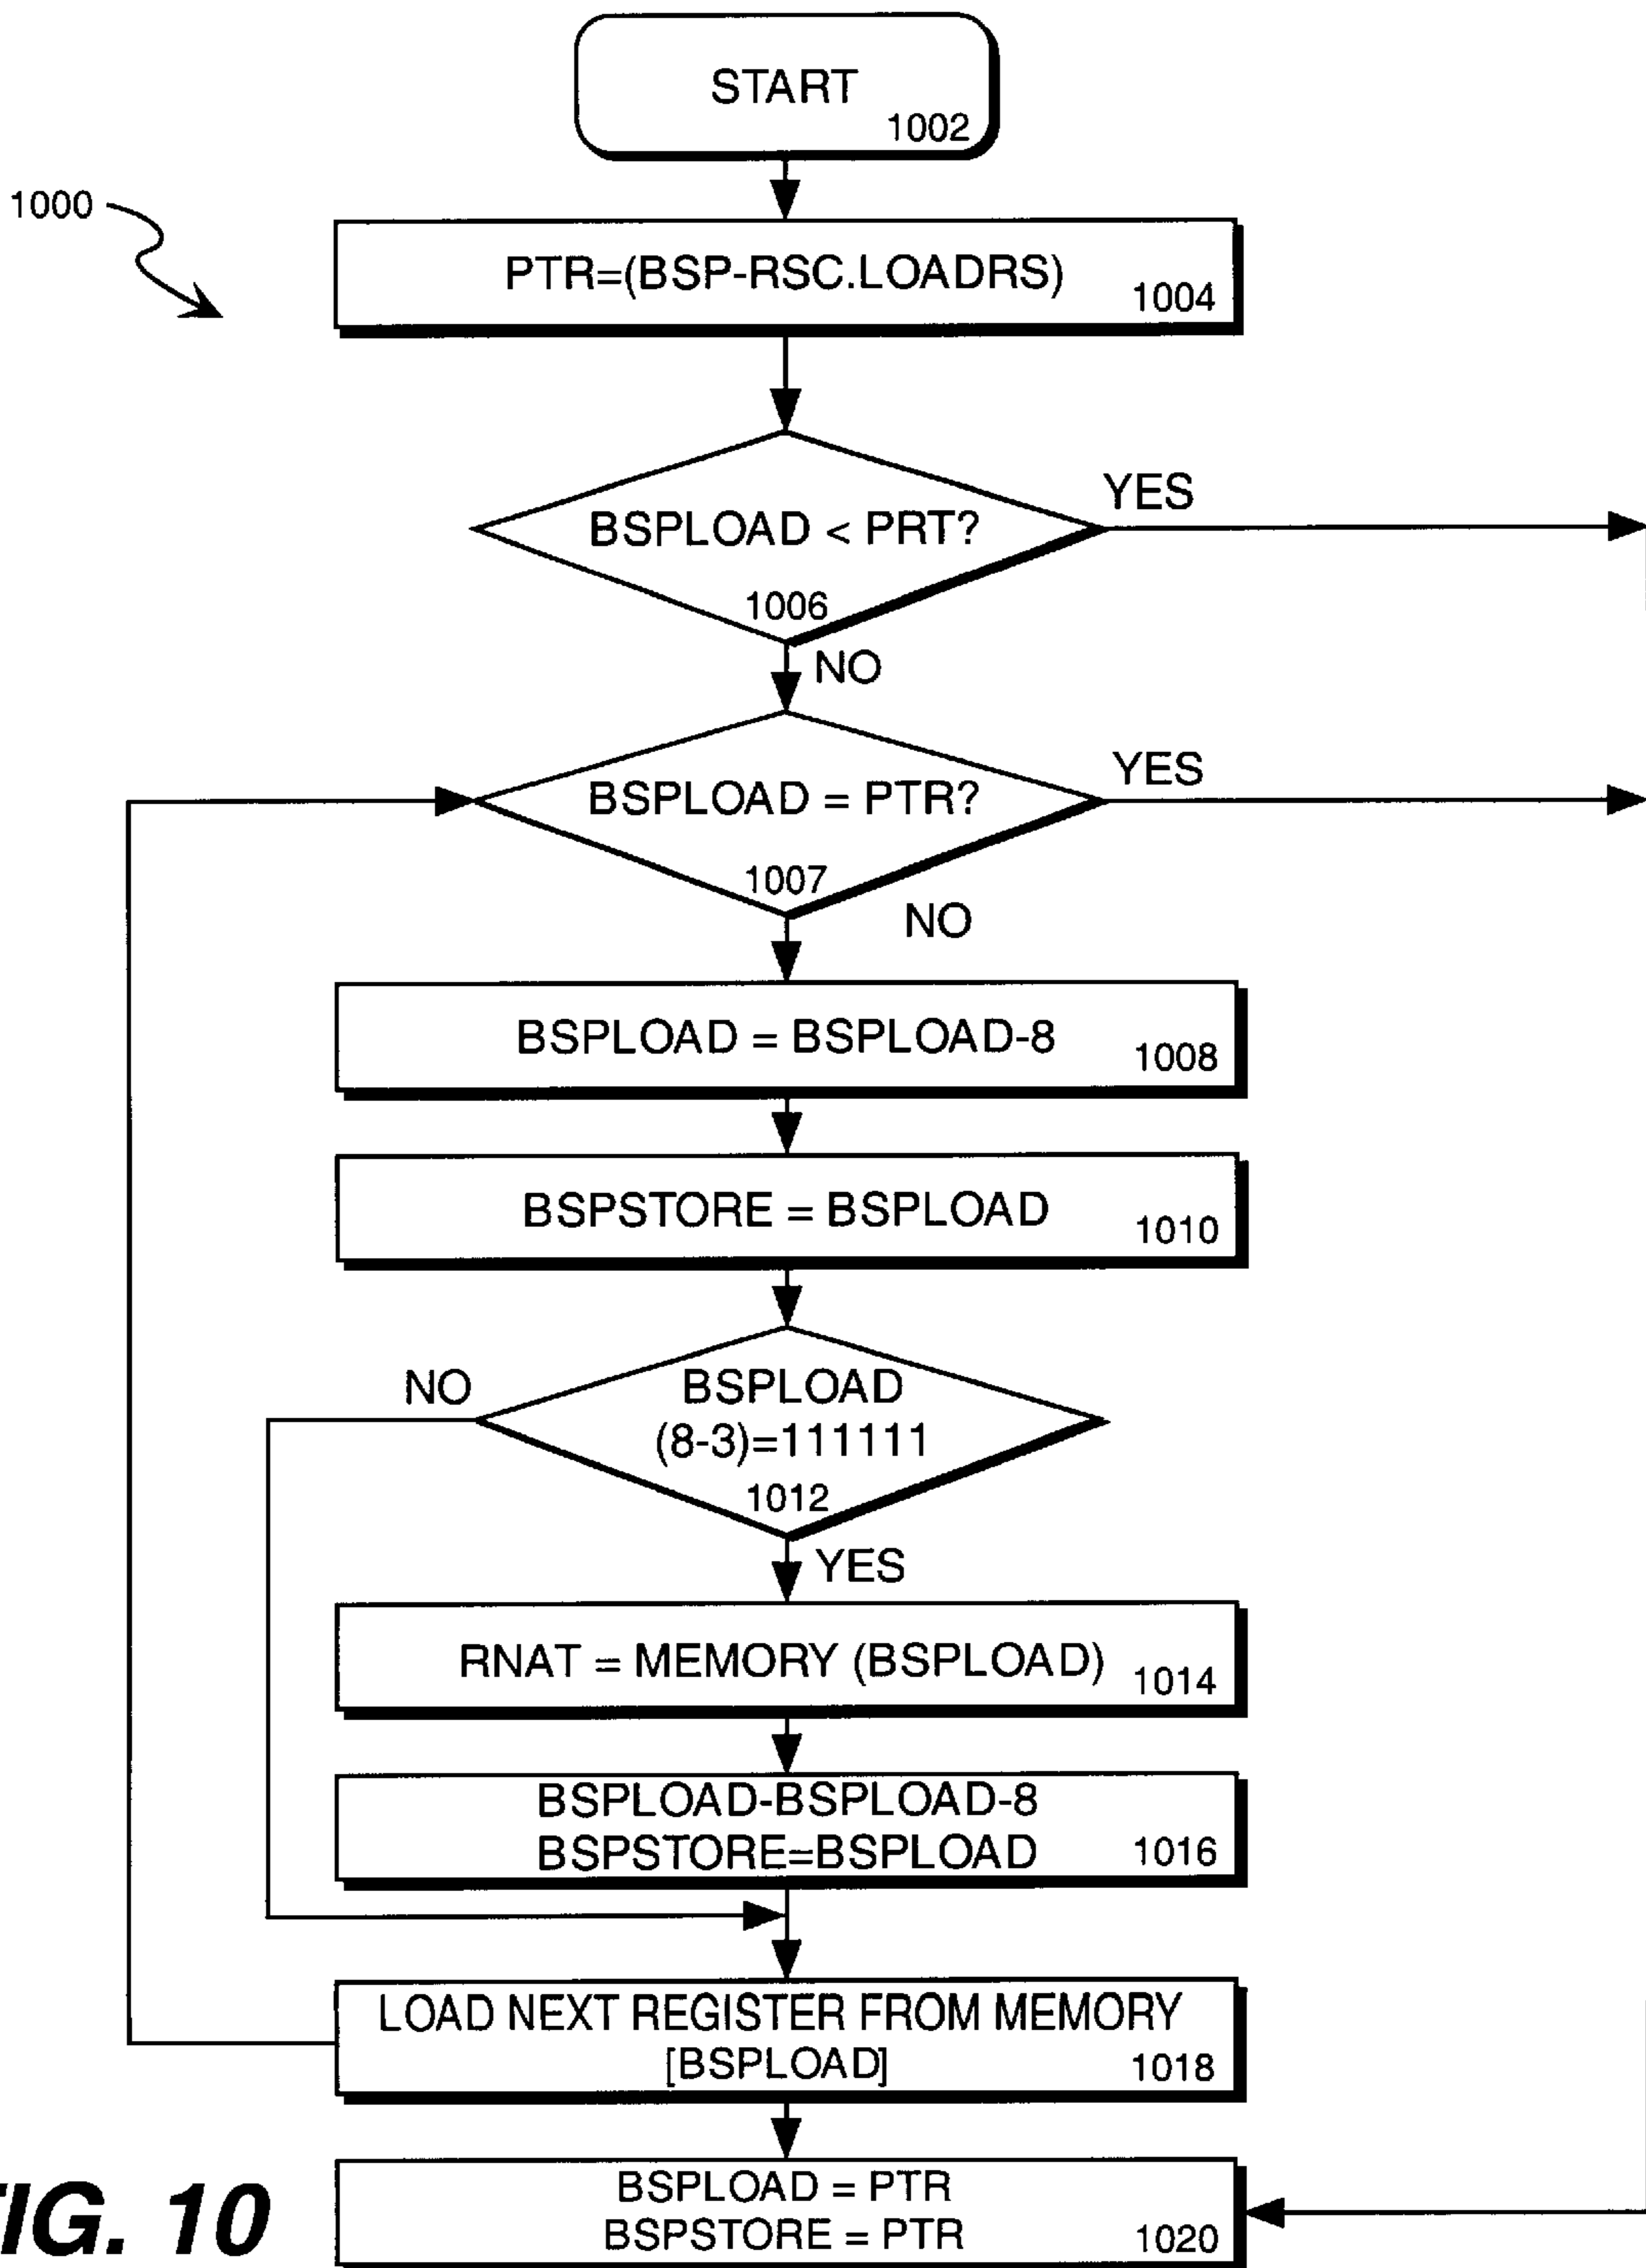 START
1002
1000
PTR=(BSP-RSC.LOADRS)
1004
BSPLOAD < PRT?
YES
1006
NO
BSPLOAD = PTR?
YES
1007
NO
BSPLOAD = BSPLOAD-8
1008
BSPSTORE = BSPLOAD
1010
NO
BSPLOAD
(8-3)=111111
1012
YES
RNAT = MEMORY (BSPLOAD)
1014
BSPLOAD-BSPLOAD-8
BSPSTORE=BSPLOAD
1016
LOAD NEXT REGISTER FROM MEMORY
[BSPLOAD]
1018
BSPLOAD = PTR
BSPSTORE = PTR
1020
IG. 10